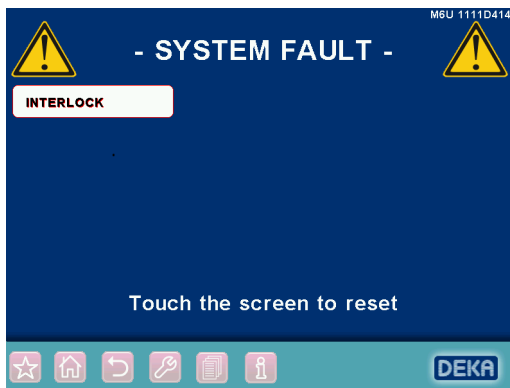 M6U 1111D414
- SYSTEM FAULT -
INTERLOCK
Touch the screen to reset
DEKA